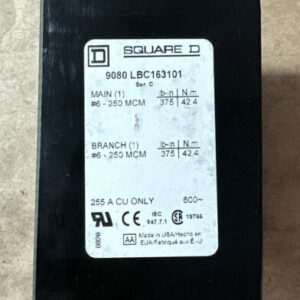 D SQUARE D
9080 LBC163101
Ser. C
MAIN (1) lb-in N.m
#6 - 250 MCM 375 42.4
BRANCH (1) lb-in N.m
#6 - 250 MCM 375 42.4
255 A CU ONLY 600~
IEC
947.7.1
19766
AA Made in USA/Hecho en
EUA/Fabriqué aux É.-U